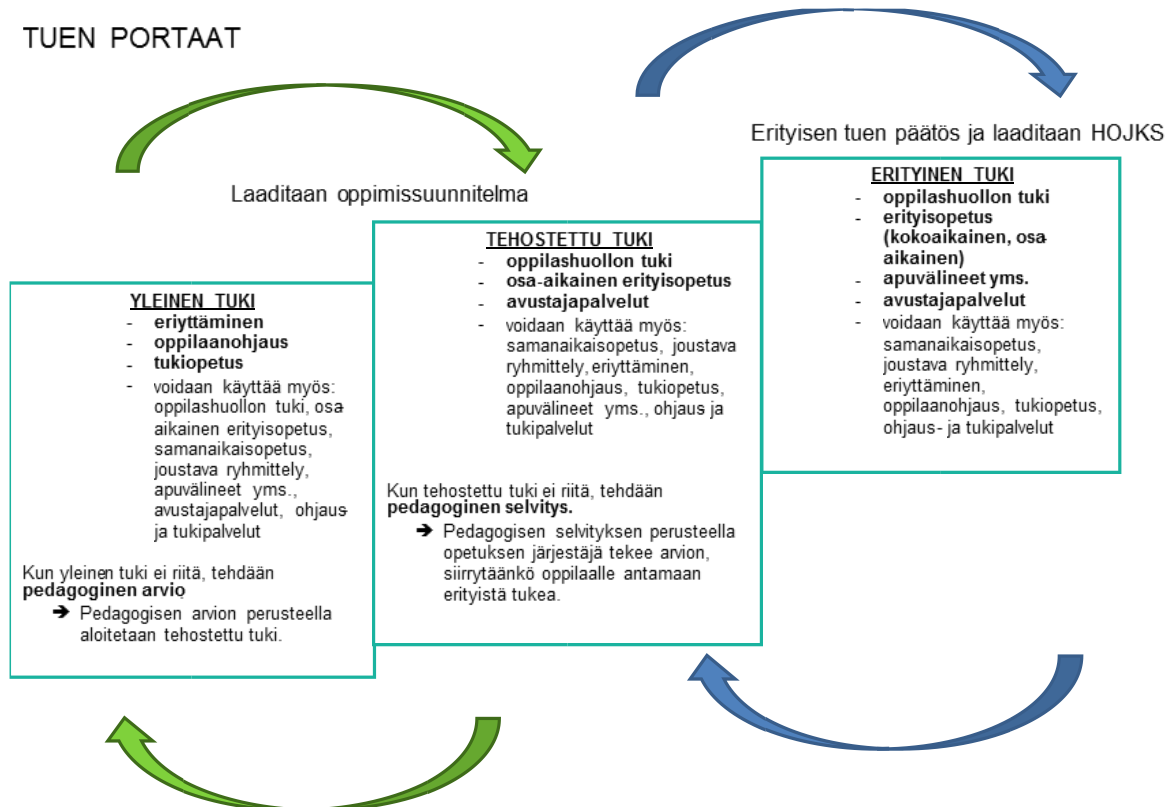 TUEN PORTAAT
Erityisen tuen päätös ja laaditaan HOJKS
Laaditaan oppimissuunnitelma
YLEINEN TUKI
- eriyttäminen
- oppilaanohjaus
- tukiopetus
- voidaan käyttää myös:
oppilashuollon tuki, osa-
aikainen erityisopetus,
samanaikaisopetus,
joustava ryhmittely,
apuvälineet yms.,
avustajapalvelut, ohjaus-
ja tukipalvelut
Kun yleinen tuki ei riitä, tehdään
pedagoginen arvio
➔ Pedagogisen arvion perusteella
aloitetaan tehostettu tuki.
TEHOSTETTU TUKI
- oppilashuollon tuki
- osa-aikainen erityisopetus
- avustajapalvelut
- voidaan käyttää myös:
samanaikaisopetus, joustava
ryhmittely, eriyttäminen,
oppilaanohjaus, tukiopetus,
apuvälineet yms., ohjaus ja
tukipalvelut
Kun tehostettu tuki ei riitä, tehdään
pedagoginen selvitys.
➔ Pedagogisen selvityksen perusteella
opetuksen järjestäjä tekee arvion,
siirrytäänkö oppilaalle antamaan
erityistä tukea.
ERITYINEN TUKI
- oppilashuollon tuki
- erityisopetus
(kokoaikainen, osa-
aikainen)
- apuvälineet yms.
- avustajapalvelut
- voidaan käyttää myös:
samanaikaisopetus,
joustava ryhmittely,
eriyttäminen,
oppilaanohjaus, tukiopetus,
ohjaus- ja tukipalvelut